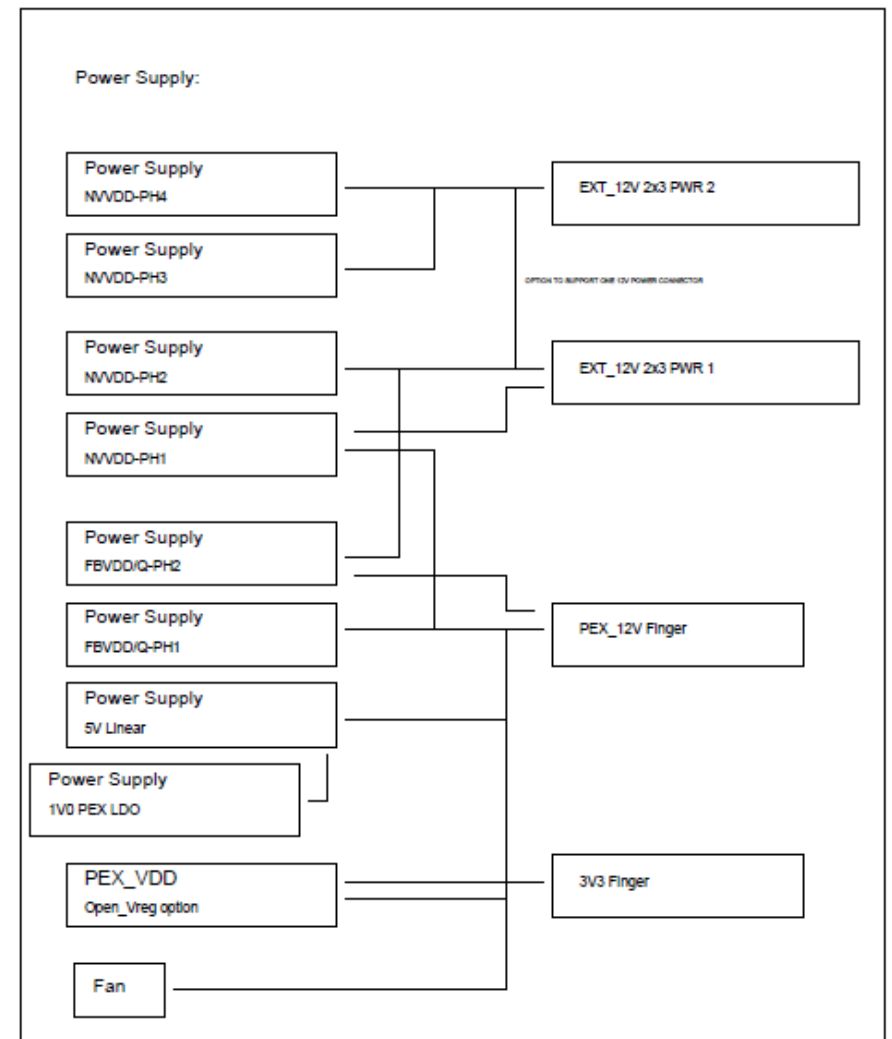 Power Supply:
Power Supply
NVVDD-PH4
EXT_12V 2x3 PWR 2
Power Supply
NVVDD-PH3
OPTION TO SUPPORT ONE 12V POWER CONNECTOR
Power Supply
NVVDD-PH2
EXT_12V 2x3 PWR 1
Power Supply
NVVDD-PH1
Power Supply
FBVDD/Q-PH2
Power Supply
FBVDD/Q-PH1
PEX_12V Finger
Power Supply
5V Linear
Power Supply
1V0 PEX LDO
PEX_VDD
Open_Vreg option
3V3 Finger
Fan